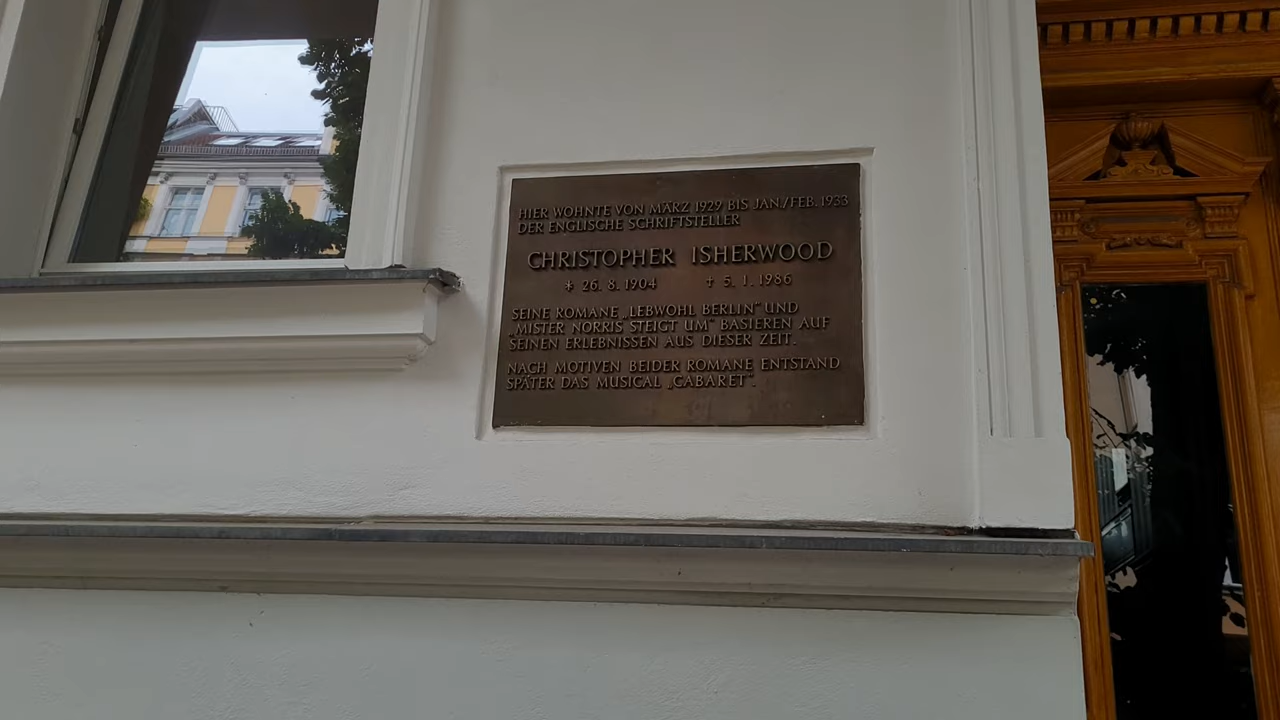 HIER WOHNTE VON MÄRZ 1929 BIS JAN/FEB. 1933
DER ENGLISCHE SCHRIFTSTELLER
CHRISTOPHER ISHERWOOD
* 26. 8. 1904 † 5. 1. 1986
SEINE ROMANE „LEBWOHL BERLIN" UND
„MISTER NORRIS STEIGT UM" BASIEREN AUF
SEINEN ERLEBNISSEN AUS DIESER ZEIT.
NACH MOTIVEN BEIDER ROMANE ENTSTAND
SPÄTER DAS MUSICAL „CABARET".